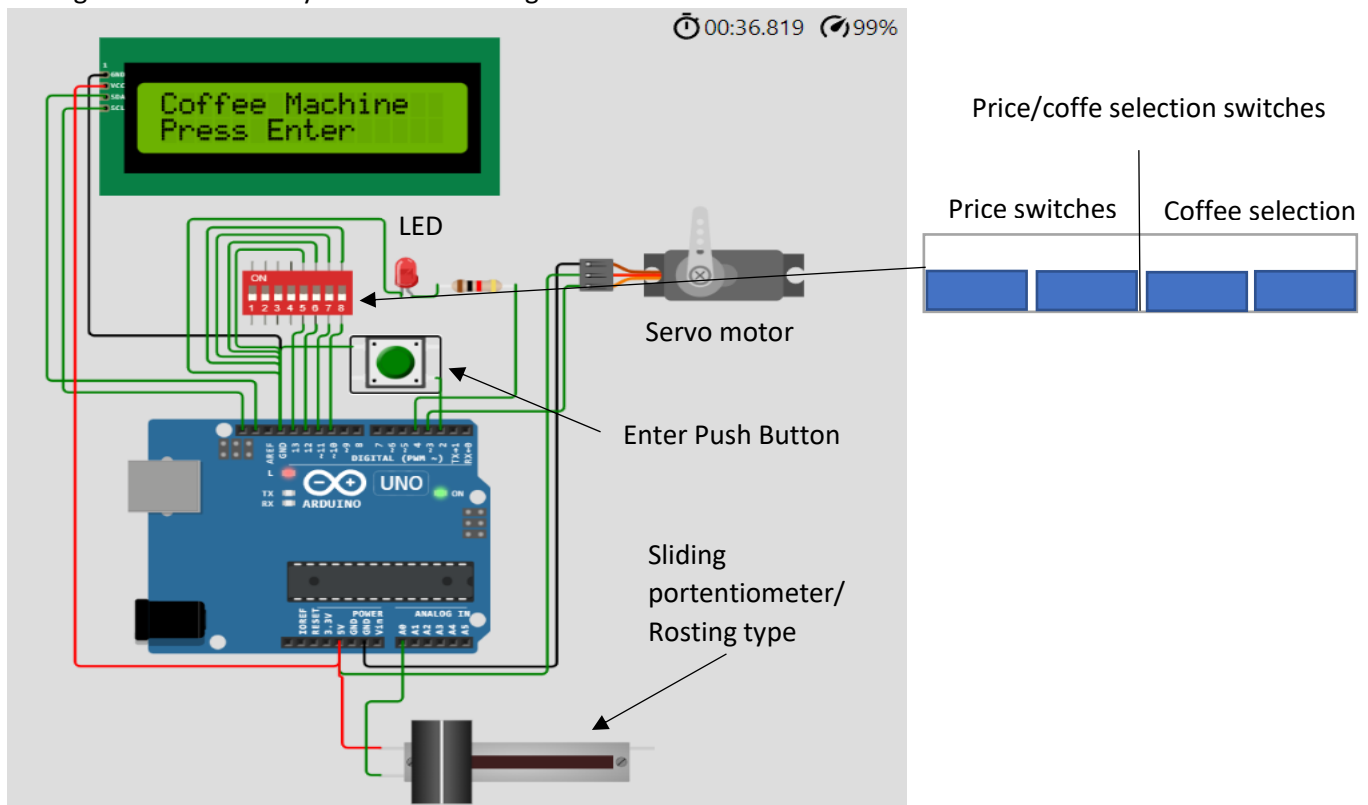 00:36.819 99%
1
GND
VCC
SDA
SCL
Coffee Machine
Press Enter
Price/coffe selection switches
Price switches
Coffee selection
LED
ON
1 2 3 4 5 6 7 8
Servo motor
Enter Push Button
AREF
GND
13
12
~11
~10
~9
8
7
~6
~5
4
~3
2
TX→1
RX←0
DIGITAL (PWM ~)
L
TX
RX
UNO
ARDUINO
ON
Sliding
portentiometer/
Rosting type
IOREF
RESET
3.3V
5V
GND
GND
Vin
POWER
ANALOG IN
A0
A1
A2
A3
A4
A5